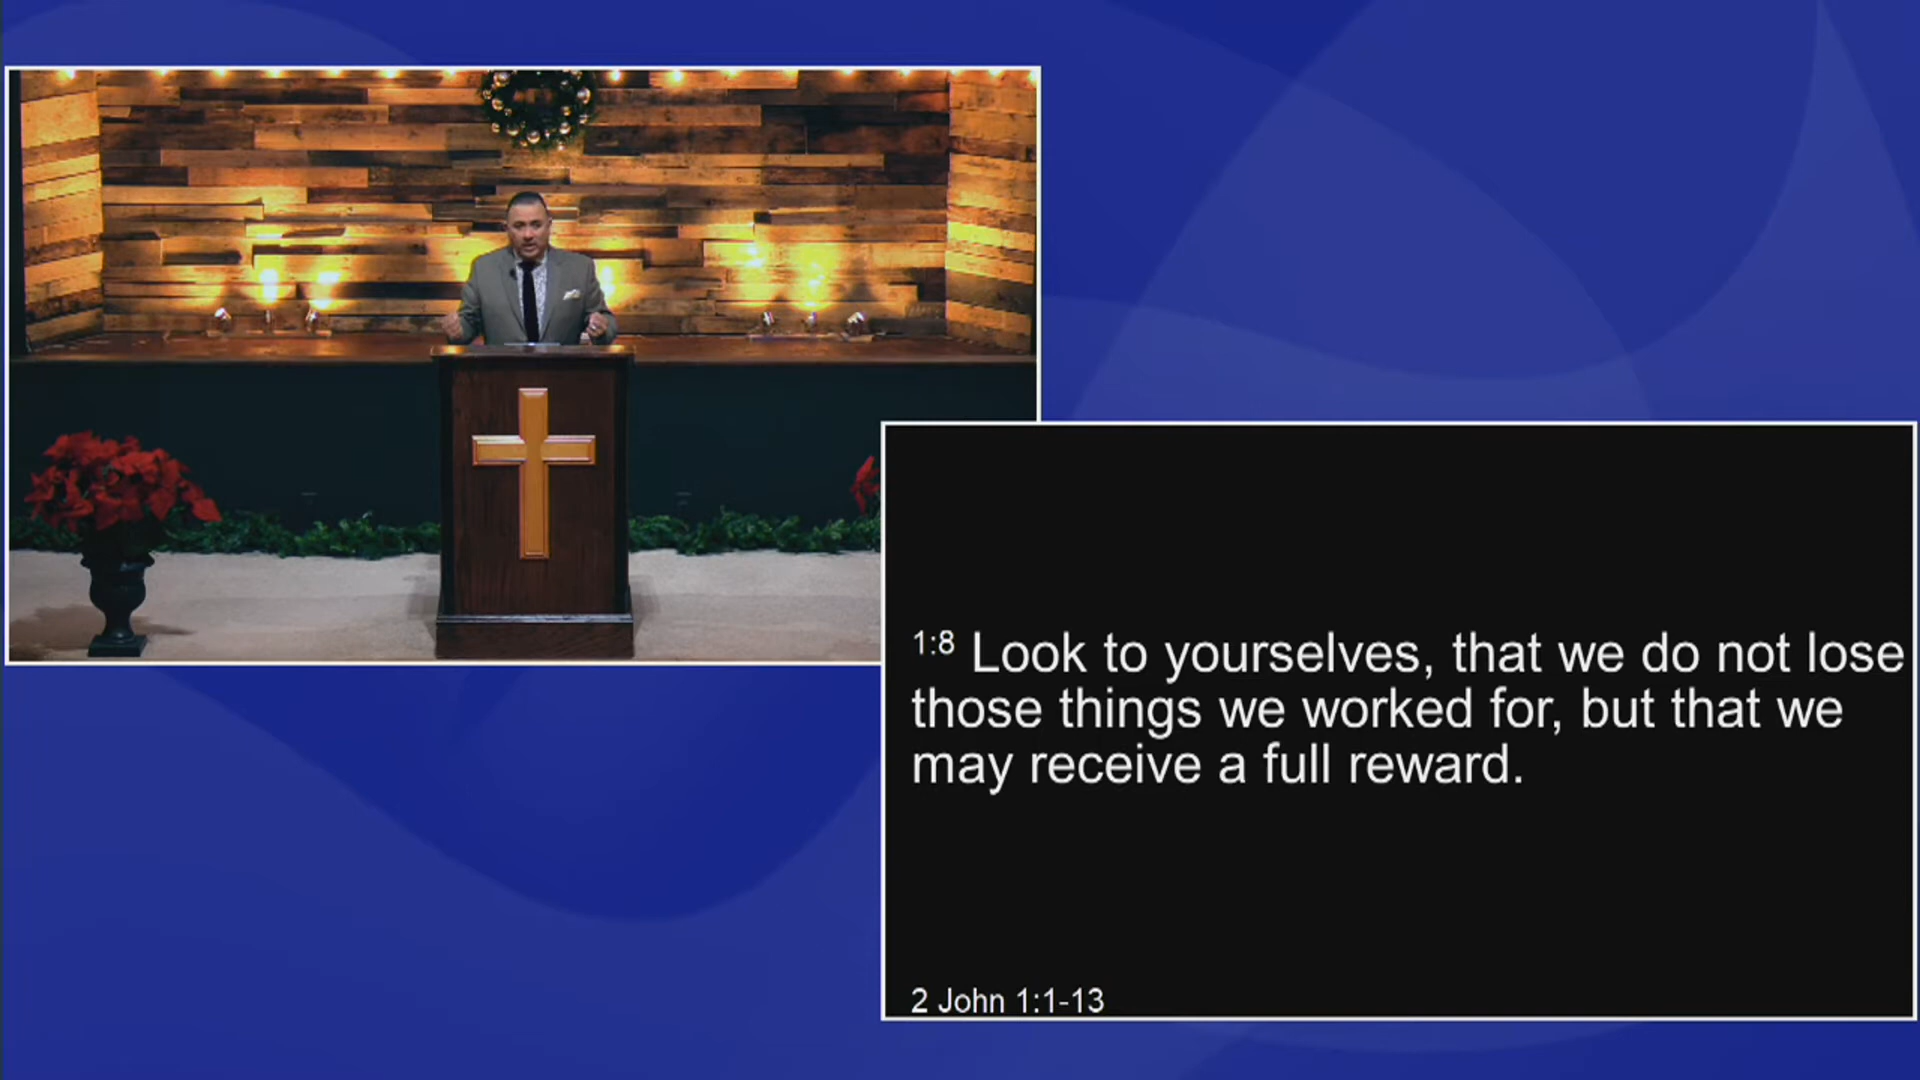 1:8 Look to yourselves, that we do not lose
those things we worked for, but that we
may receive a full reward.
2 John 1:1-13